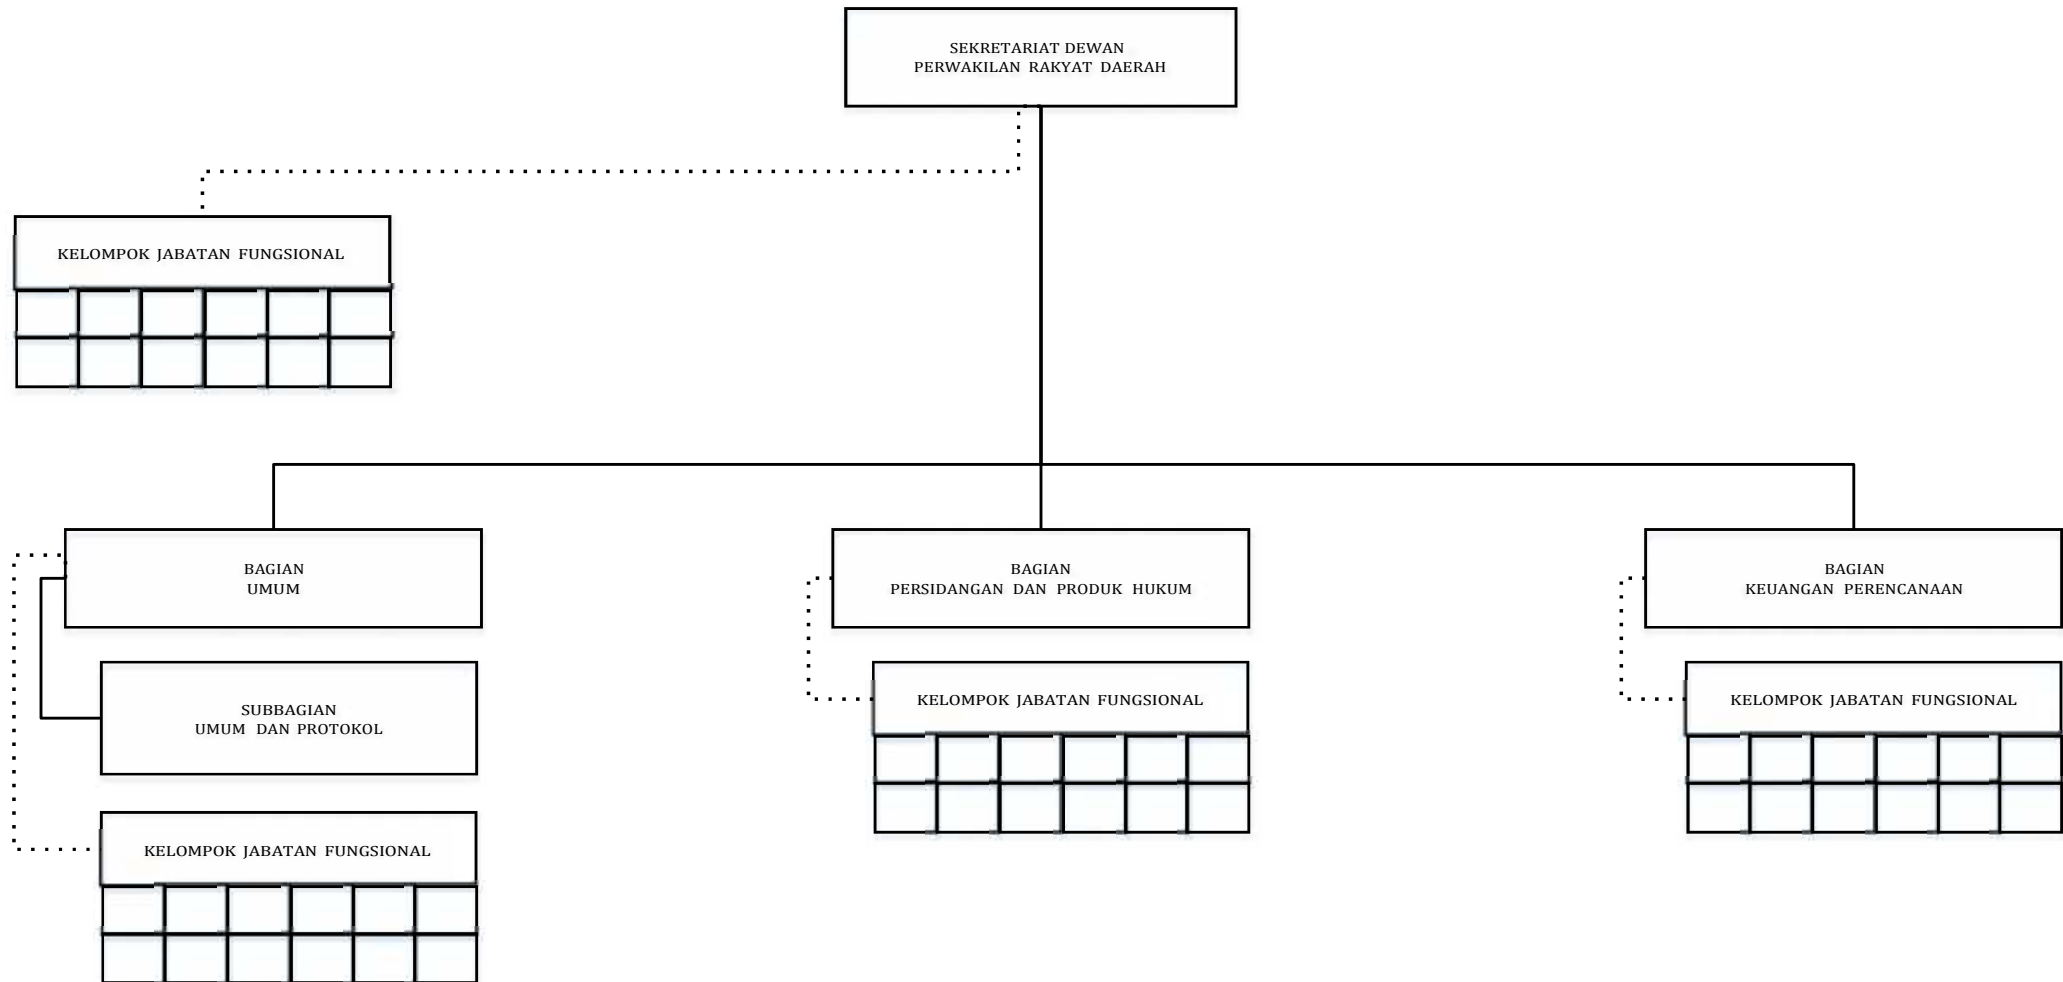 SEKRETARIAT DEWAN
PERWAKILAN RAKYAT DAERAH
KELOMPOK JABATAN FUNGSIONAL
BAGIAN
UMUM
BAGIAN
PERSIDANGAN DAN PRODUK HUKUM
BAGIAN
KEUANGAN PERENCANAAN
SUBBAGIAN
UMUM DAN PROTOKOL
KELOMPOK JABATAN FUNGSIONAL
KELOMPOK JABATAN FUNGSIONAL
KELOMPOK JABATAN FUNGSIONAL